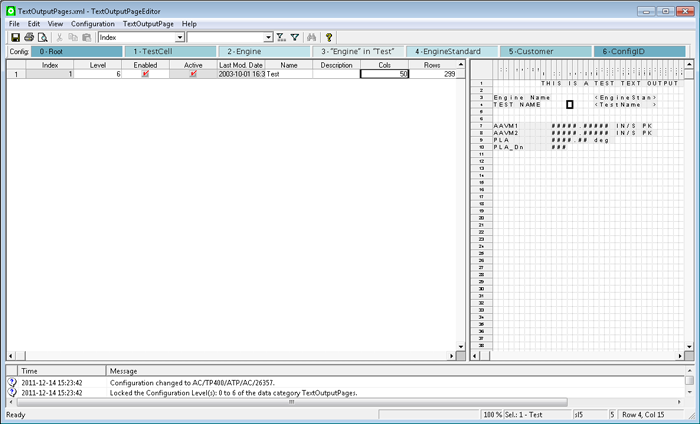 TextOutputPages.xml - TextOutputPageEditor
File Edit View Configuration TextOutputPage Help
Index
Config: 0 - Root 1 - TestCell 2 - Engine 3 - "Engine" in "Test" 4 - EngineStandard 5 - Customer 6 - ConfigID
Index Level Enabled Active Last Mod. Date Name Description Cols Rows
1 1 6 2003-10-01 16:3 Test 50 299
1 THIS IS A TEST TEXT OUTPUT
2
3 Engine Name <EngineStan>
4 TEST NAME <TestName >
5
6
7 AAVM1 #####.##### IN/S PK
8 AAVM2 #####.##### IN/S PK
9 PLA ####.## deg
10 PLA_Dn ###
11
12
13
14
15
16
17
18
19
20
21
22
23
24
25
26
27
28
29
30
31
32
33
34
35
36
37
38
Time Message
2011-12-14 15:23:42 Configuration changed to AC/TP400/ATP/AC/26357.
2011-12-14 15:23:42 Locked the Configuration Level(s): 0 to 6 of the data category TextOutputPages.
Ready 100 % Sel.: 1 - Test sl5 5 Row 4, Col 15